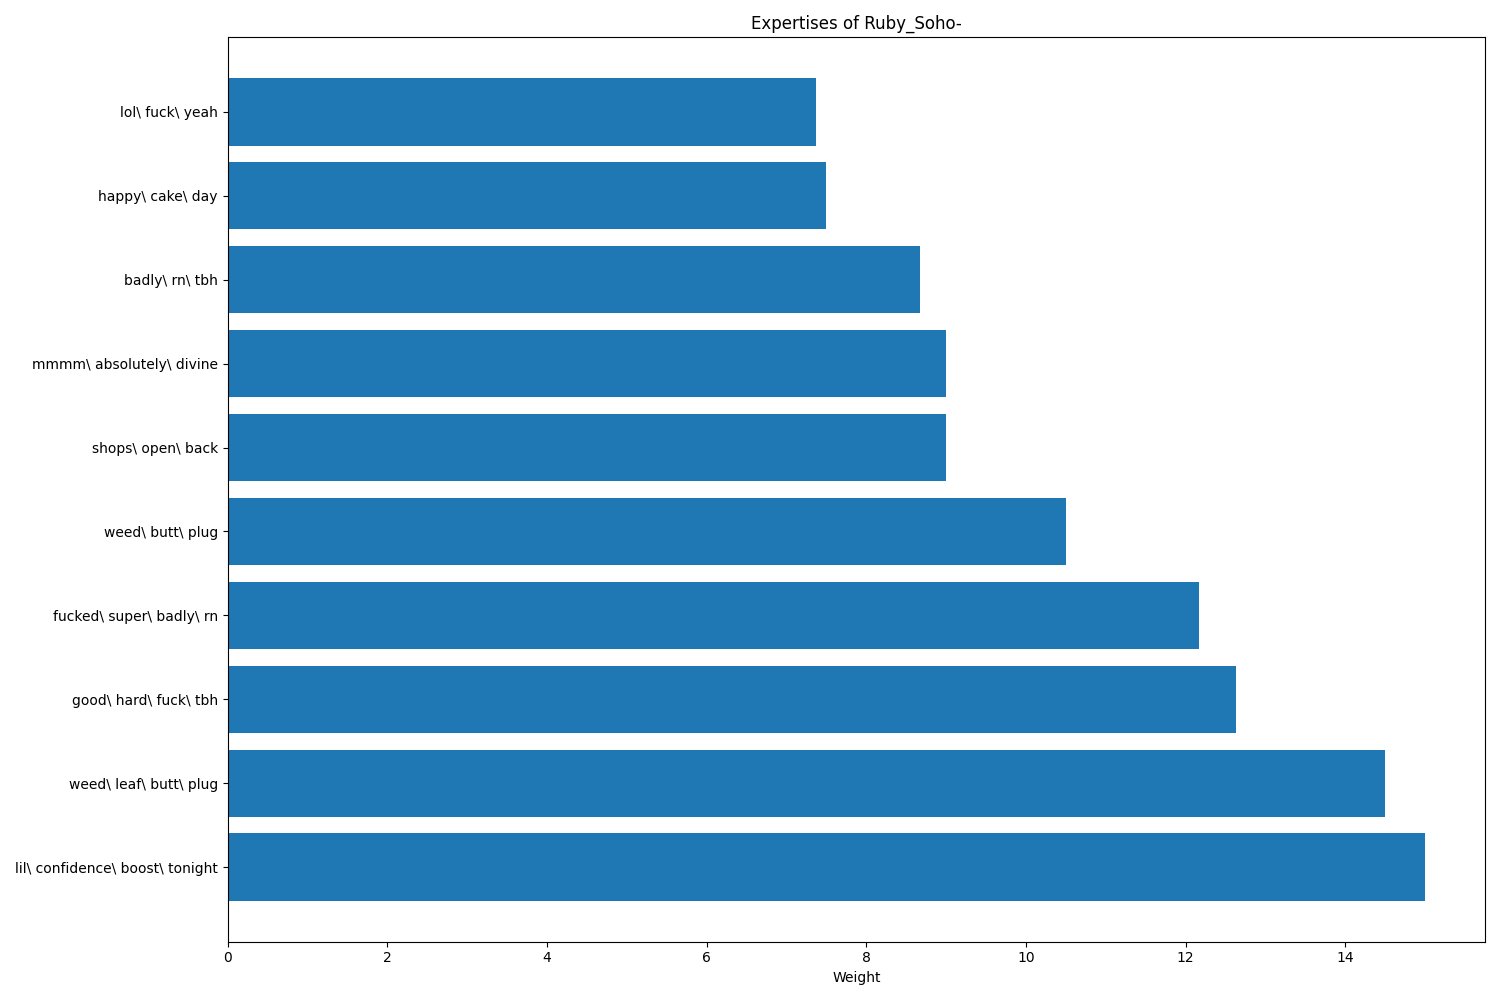 Expertises of Ruby_Soho-
lol\ fuck\ yeah
happy\ cake\ day
badly\ rn\ tbh
mmmm\ absolutely\ divine
shops\ open\ back
weed\ butt\ plug
fucked\ super\ badly\ rn
good\ hard\ fuck\ tbh
weed\ leaf\ butt\ plug
lil\ confidence\ boost\ tonight
0 2 4 6 8 10 12 14
Weight